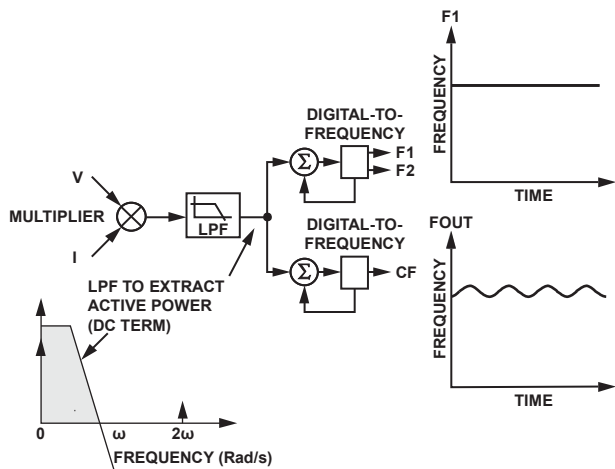 F1
FREQUENCY
TIME
DIGITAL-TO-
FREQUENCY
Σ
F1
F2
V
MULTIPLIER
I
LPF
DIGITAL-TO-
FREQUENCY
Σ
CF
FOUT
FREQUENCY
TIME
LPF TO EXTRACT
ACTIVE POWER
(DC TERM)
0 ω 2ω
FREQUENCY (Rad/s)